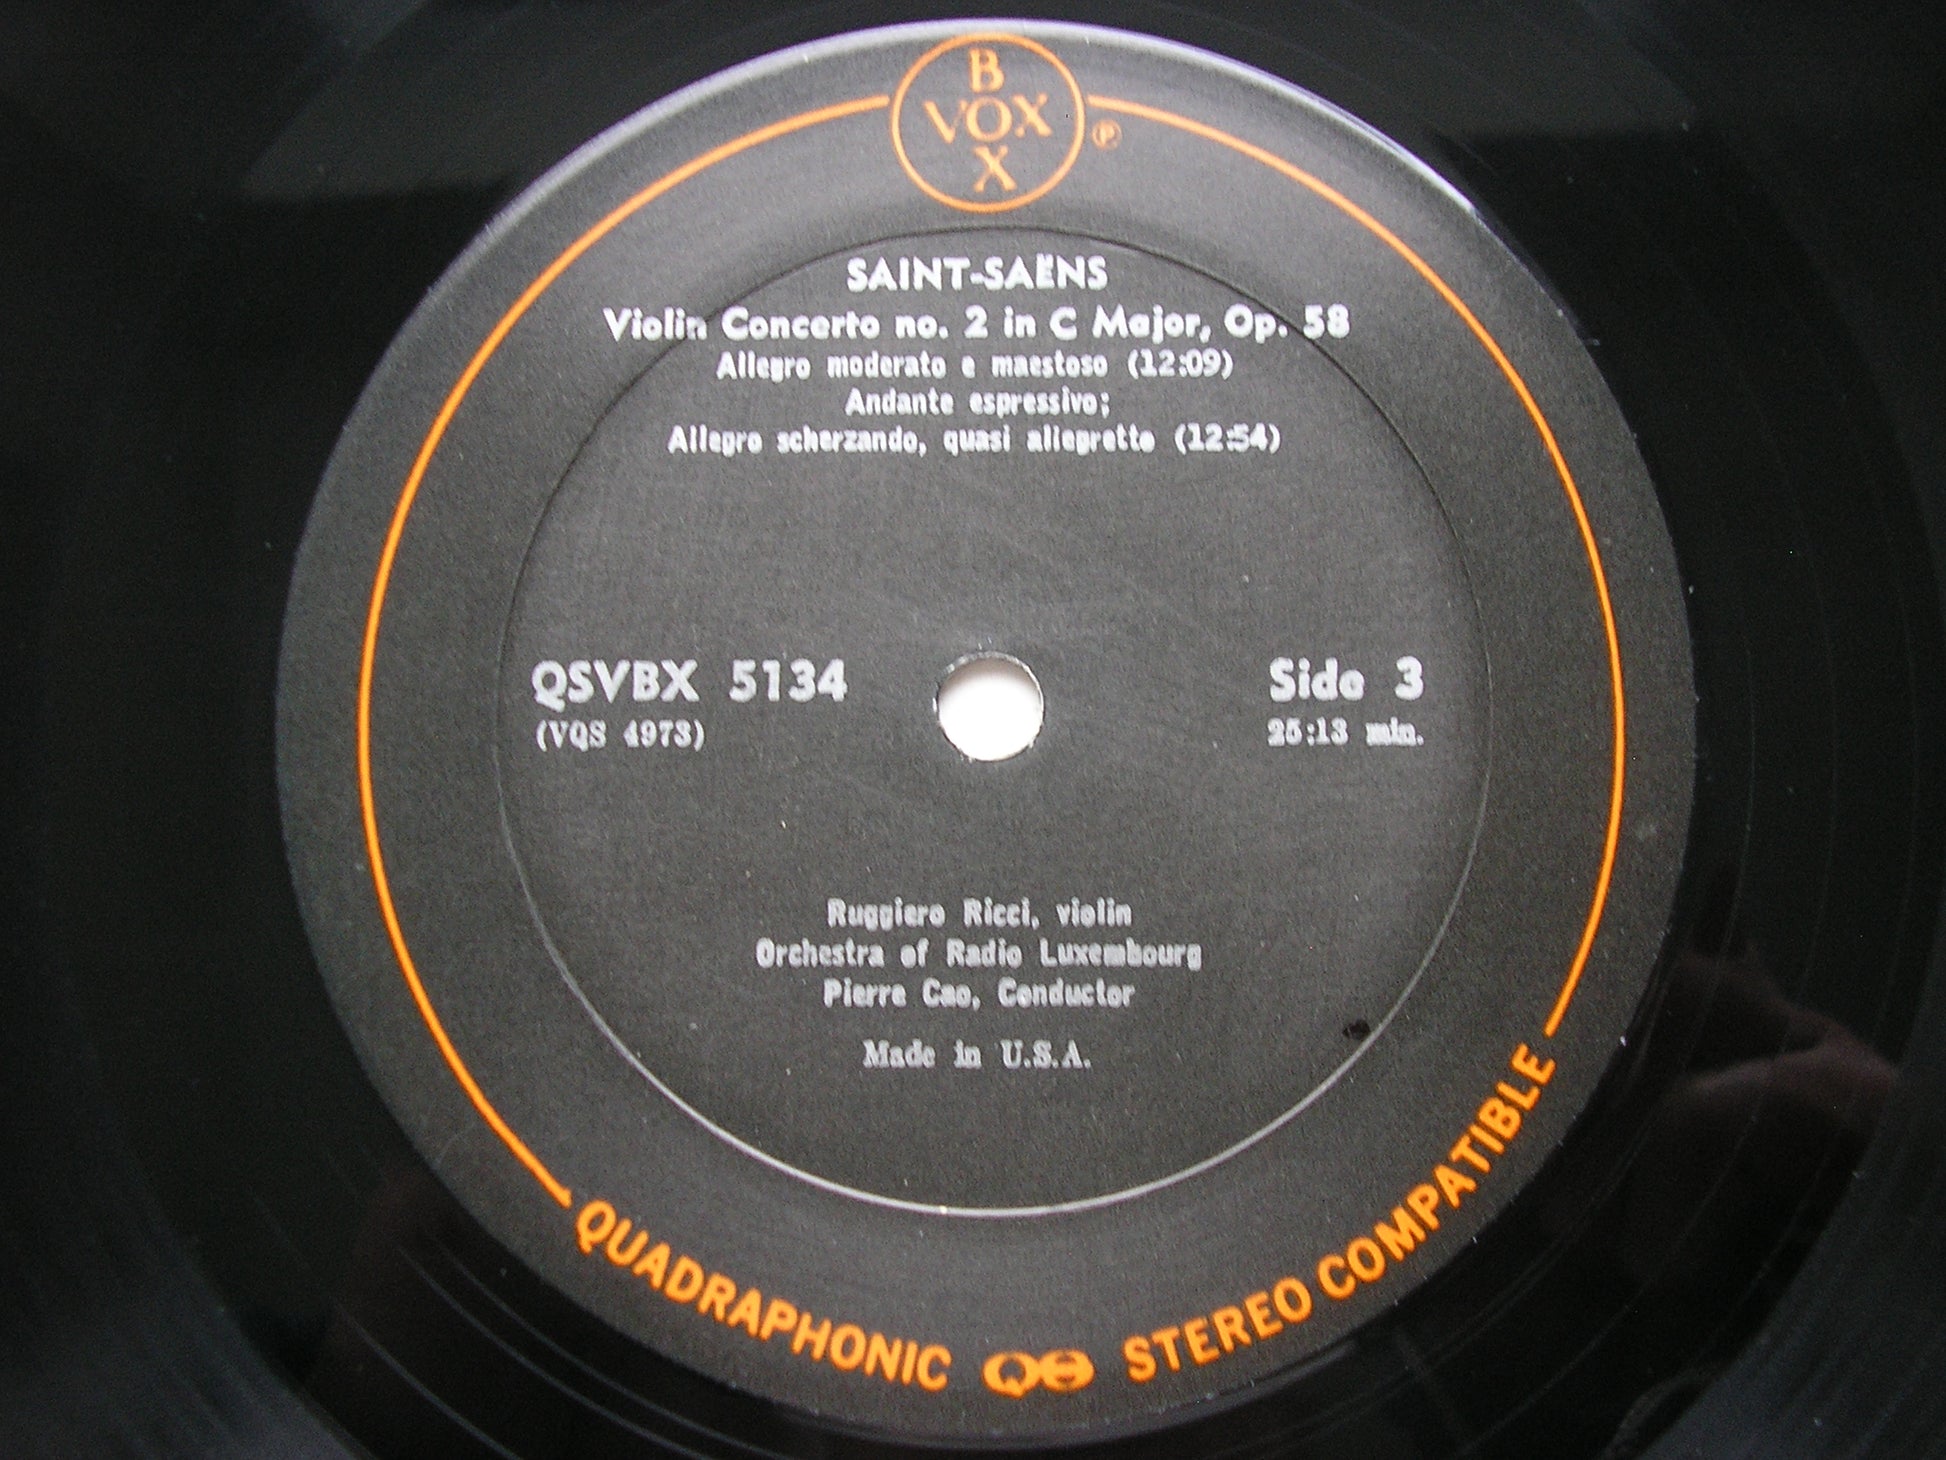 B
VOX
X
℗
SAINT-SAËNS
Violin Concerto no. 2 in C Major, Op. 58
Allegro moderato e maestoso (12:09)
Andante espressivo;
Allegro scherzando, quasi allegretto (12:54)
QSVBX 5134
Side 3
(VQS 4973)
25:13 min.
Ruggiero Ricci, violin
Orchestra of Radio Luxembourg
Pierre Cao, Conductor
Made in U.S.A.
QUADRAPHONIC QS STEREO COMPATIBLE